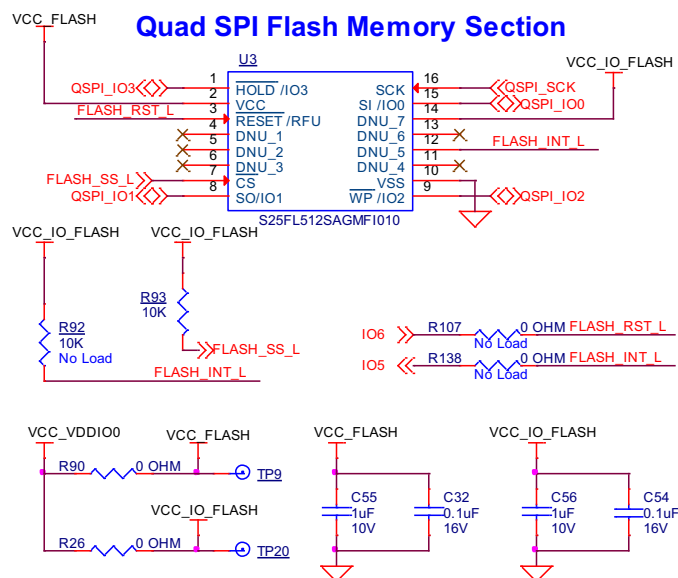 VCC_FLASH
Quad SPI Flash Memory Section
U3
VCC_IO_FLASH
QSPI_IO3 1 HOLD/IO3 SCK 16 QSPI_SCK
2 VCC SI/IO0 15 QSPI_IO0
FLASH_RST_L 3 RESET/RFU DNU_7 14
4 DNU_1 DNU_6 13
5 DNU_2 DNU_5 12 FLASH_INT_L
6 DNU_3 DNU_4 11
FLASH_SS_L 7 CS VSS 10
QSPI_IO1 8 SO/IO1 WP/IO2 9 QSPI_IO2
S25FL512SAGMFI010
VCC_IO_FLASH VCC_IO_FLASH
R93
10K
R92
10K
No Load
FLASH_SS_L
FLASH_INT_L
IO6 R107 0 OHM FLASH_RST_L
No Load
IO5 R138 0 OHM FLASH_INT_L
No Load
VCC_VDDIO0 VCC_FLASH
R90 0 OHM TP9
VCC_IO_FLASH
R26 0 OHM TP20
VCC_FLASH
C55
1uF
10V
C32
0.1uF
16V
VCC_IO_FLASH
C56
1uF
10V
C54
0.1uF
16V